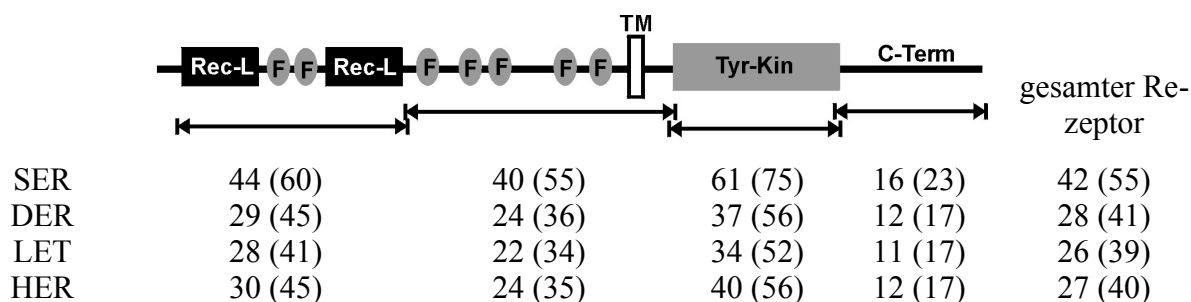 TM
Rec-L F F Rec-L F F F F F Tyr-Kin C-Term
gesamter Re-
zeptor
SER 44 (60) 40 (55) 61 (75) 16 (23) 42 (55)
DER 29 (45) 24 (36) 37 (56) 12 (17) 28 (41)
LET 28 (41) 22 (34) 34 (52) 11 (17) 26 (39)
HER 30 (45) 24 (35) 40 (56) 12 (17) 27 (40)